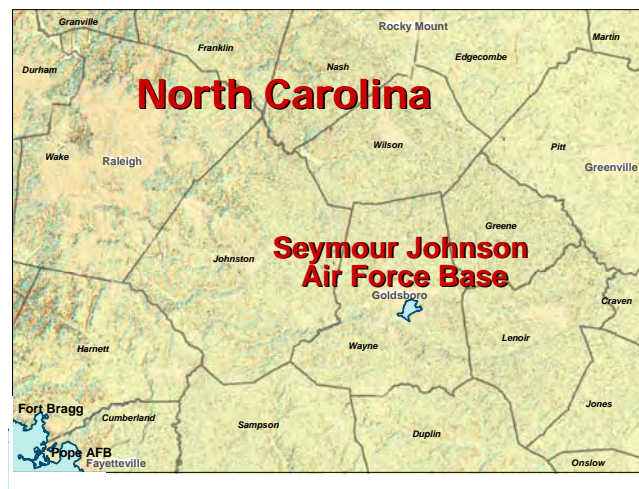 Granville
Franklin
Rocky Mount
Martin
Nash
Edgecombe
Durham
North Carolina
Wilson
Pitt
Wake
Raleigh
Greenville
Greene
Johnston
Seymour Johnson
Air Force Base
Goldsboro
Craven
Lenoir
Wayne
Harnett
Jones
Fort Bragg
Cumberland
Sampson
Duplin
Pope AFB
Fayetteville
Onslow